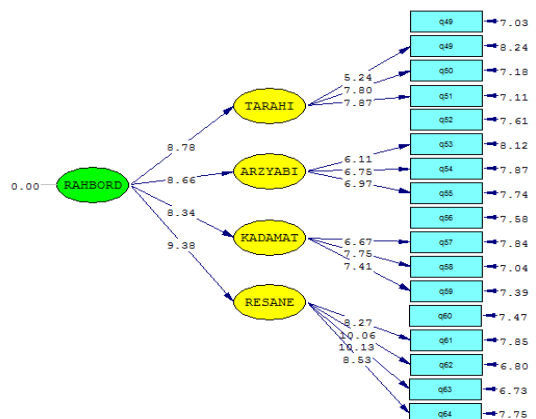 q49
7.03
q49
8.24
q50
7.18
q51
7.11
q52
7.61
q53
8.12
q54
7.87
q55
7.74
q56
7.58
q57
7.84
q58
7.04
q59
7.39
q60
7.47
q61
7.85
q62
6.80
q63
6.73
q64
7.75
TARAHI
5.24
7.80
7.87
ARZYABI
6.11
6.75
6.97
KADAMAT
6.67
7.75
7.41
RESANE
8.27
10.06
10.13
8.53
0.00
RAHBORD
8.78
8.66
8.34
9.38